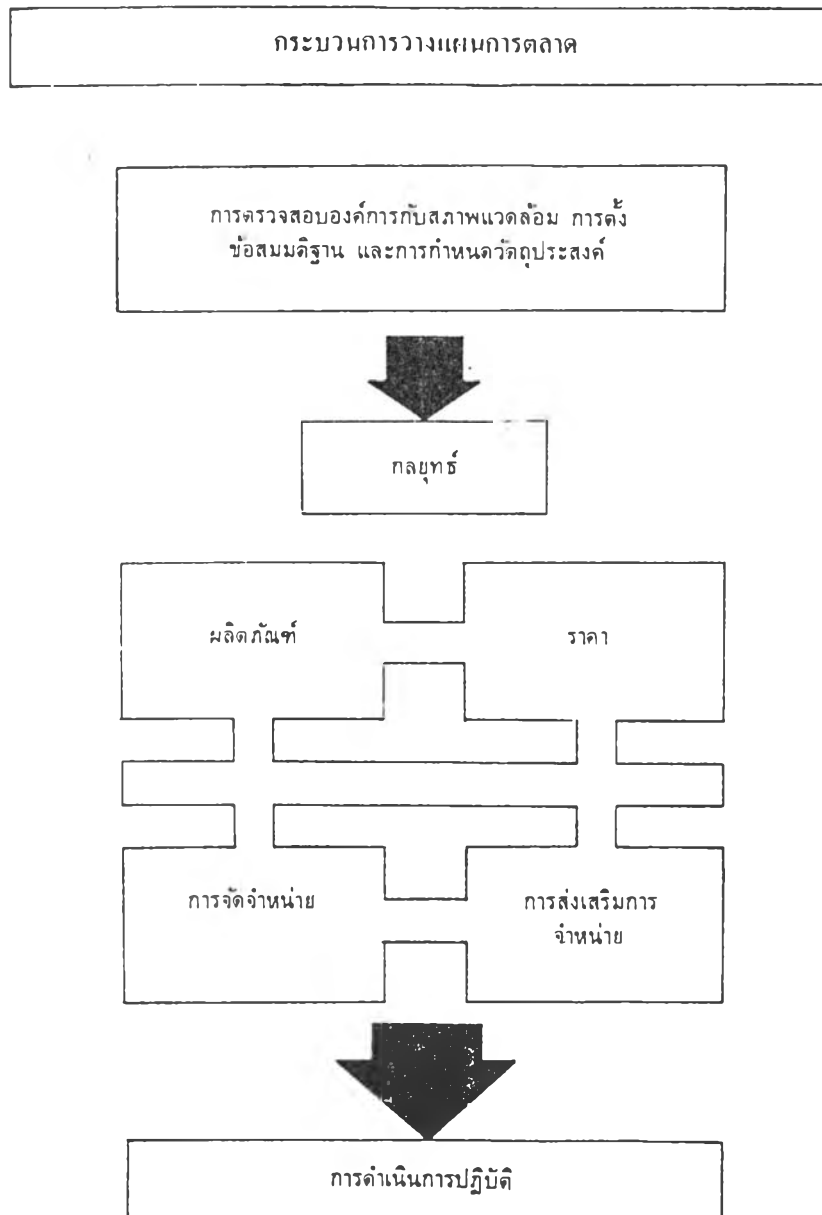 กระบวนการวางแผนการตลาด
การตรวจสอบองค์การกับสภาพแวดล้อม การตั้ง
ข้อสมมติฐาน และการกำหนดวัตถุประสงค์
กลยุทธ์
ผลิตภัณฑ์
ราคา
การจัดจำหน่าย
การส่งเสริมการ
จำหน่าย
การดำเนินการปฏิบัติ